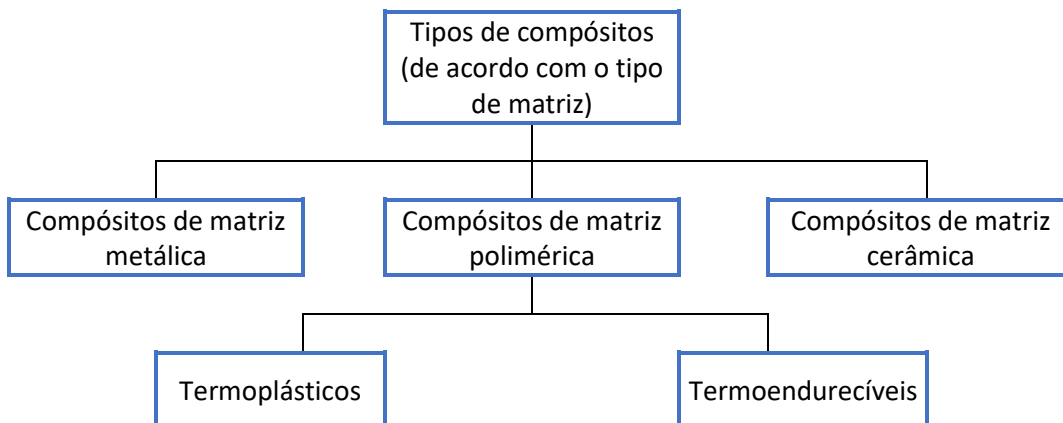 Tipos de compósitos
(de acordo com o tipo
de matriz)
Compósitos de matriz
metálica
Compósitos de matriz
polimérica
Compósitos de matriz
cerâmica
Termoplásticos
Termoendurecíveis